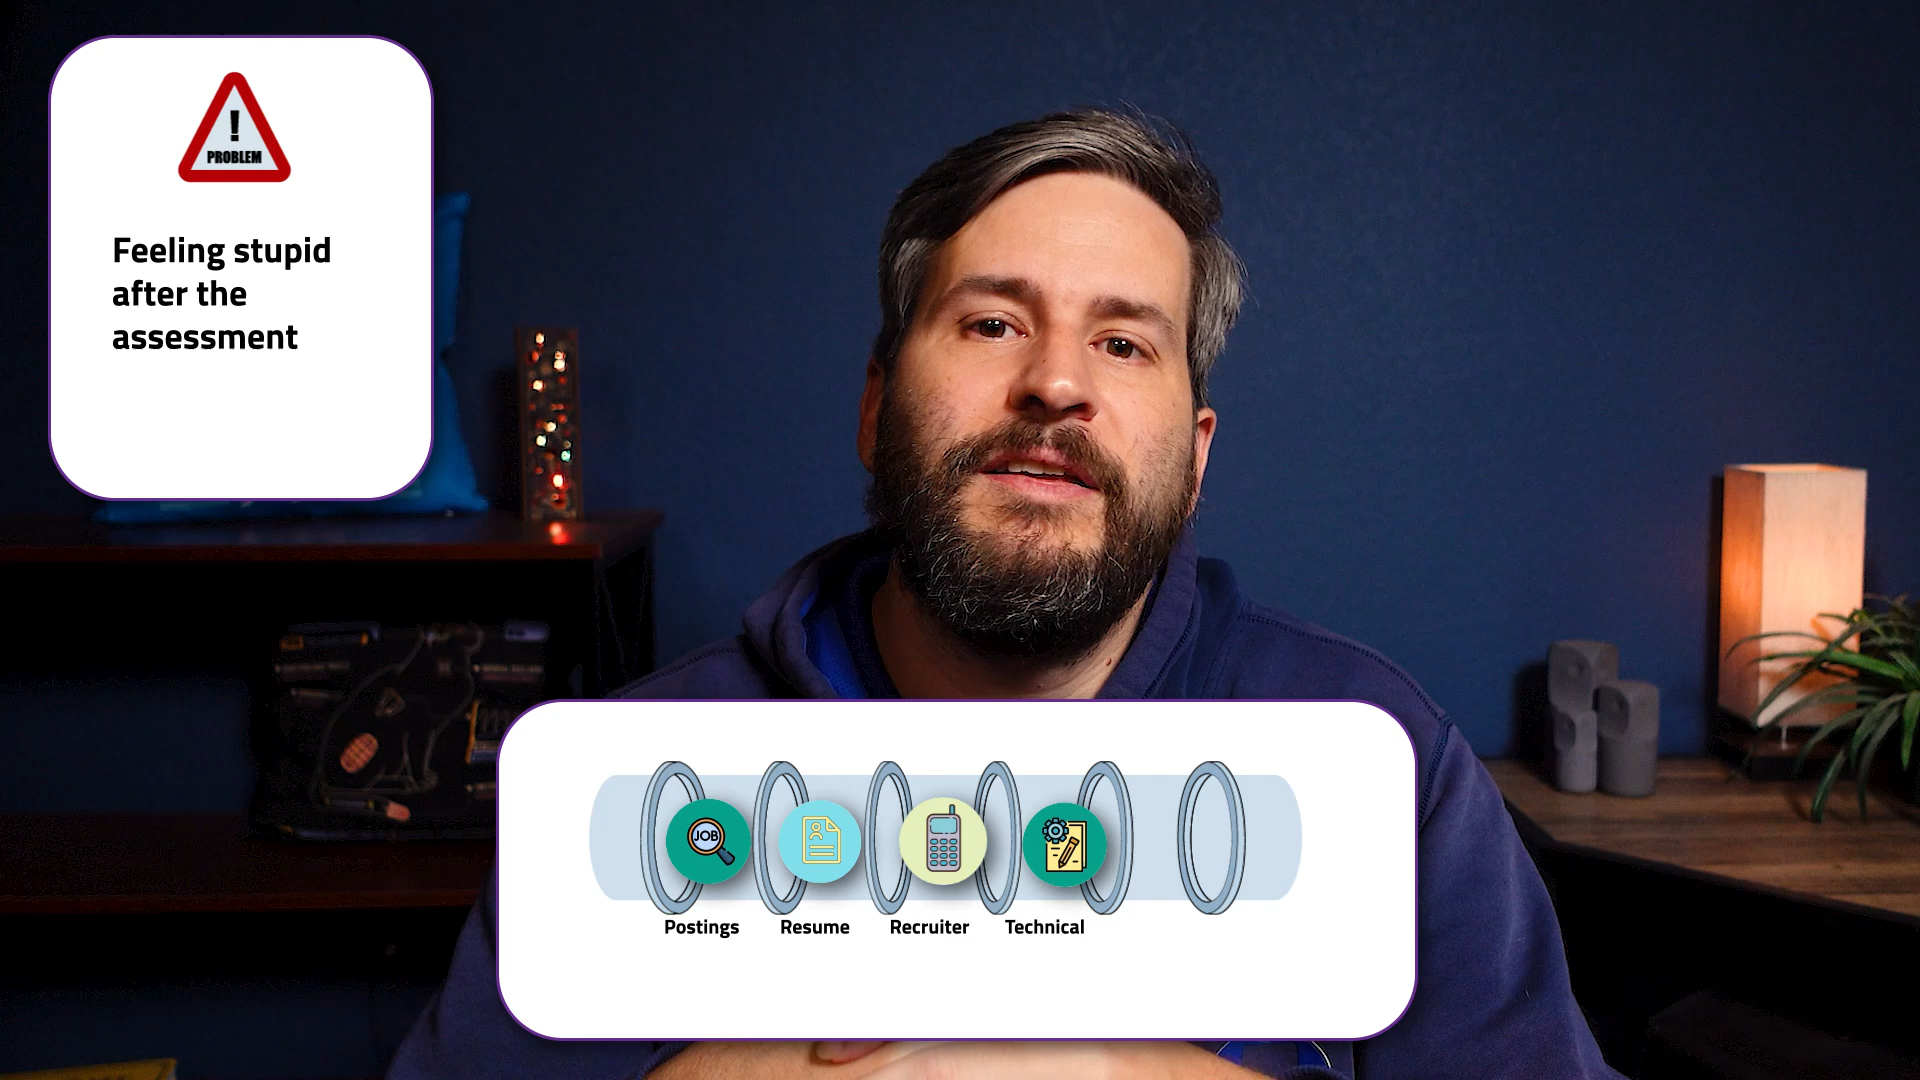 !
PROBLEM
Feeling stupid
after the
assessment
JOB
Postings
Resume
Recruiter
Technical